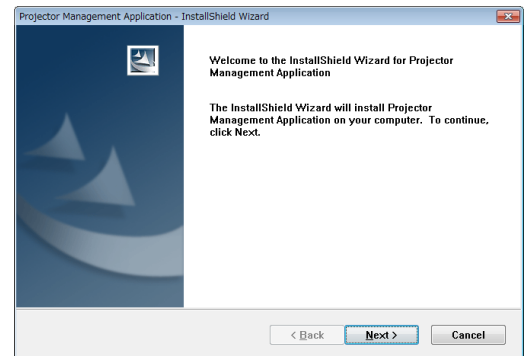 Projector Management Application - InstallShield Wizard
Welcome to the InstallShield Wizard for Projector
Management Application
The InstallShield Wizard will install Projector
Management Application on your computer. To continue,
click Next.
< Back
Next >
Cancel